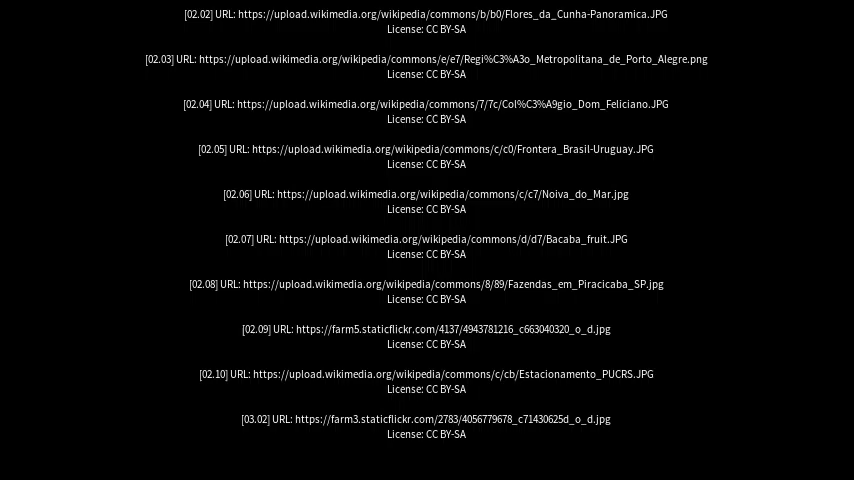 [02.02] URL: https://upload.wikimedia.org/wikipedia/commons/b/b0/Flores_da_Cunha-Panoramica.JPG
License: CC BY-SA
[02.03] URL: https://upload.wikimedia.org/wikipedia/commons/e/e7/Regi%C3%A3o_Metropolitana_de_Porto_Alegre.png
License: CC BY-SA
[02.04] URL: https://upload.wikimedia.org/wikipedia/commons/7/7c/Col%C3%A9gio_Dom_Feliciano.JPG
License: CC BY-SA
[02.05] URL: https://upload.wikimedia.org/wikipedia/commons/c/c0/Frontera_Brasil-Uruguay.JPG
License: CC BY-SA
[02.06] URL: https://upload.wikimedia.org/wikipedia/commons/c/c7/Noiva_do_Mar.jpg
License: CC BY-SA
[02.07] URL: https://upload.wikimedia.org/wikipedia/commons/d/d7/Bacaba_fruit.JPG
License: CC BY-SA
[02.08] URL: https://upload.wikimedia.org/wikipedia/commons/8/89/Fazendas_em_Piracicaba_SP.jpg
License: CC BY-SA
[02.09] URL: https://farm5.staticflickr.com/4137/4943781216_c663040320_o_d.jpg
License: CC BY-SA
[02.10] URL: https://upload.wikimedia.org/wikipedia/commons/c/cb/Estacionamento_PUCRS.JPG
License: CC BY-SA
[03.02] URL: https://farm3.staticflickr.com/2783/4056779678_c71430625d_o_d.jpg
License: CC BY-SA